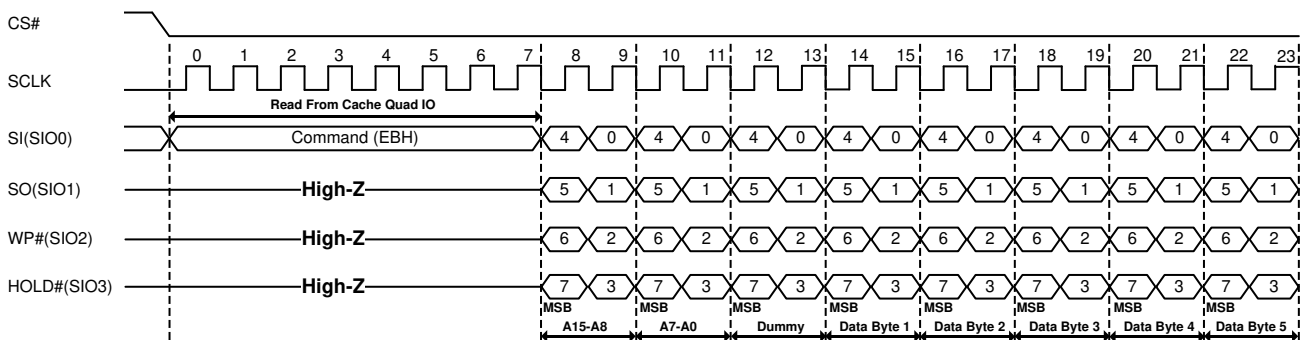 CS#
0 1 2 3 4 5 6 7 8 9 10 11 12 13 14 15 16 17 18 19 20 21 22 23
SCLK
Read From Cache Quad IO
SI(SIO0) Command (EBH) 4 0 4 0 4 0 4 0 4 0 4 0 4 0 4 0
SO(SIO1) High-Z 5 1 5 1 5 1 5 1 5 1 5 1 5 1 5 1
WP#(SIO2) High-Z 6 2 6 2 6 2 6 2 6 2 6 2 6 2 6 2
HOLD#(SIO3) High-Z 7 3 7 3 7 3 7 3 7 3 7 3 7 3 7 3
MSB MSB MSB MSB MSB MSB MSB MSB
A15-A8 A7-A0 Dummy Data Byte 1 Data Byte 2 Data Byte 3 Data Byte 4 Data Byte 5